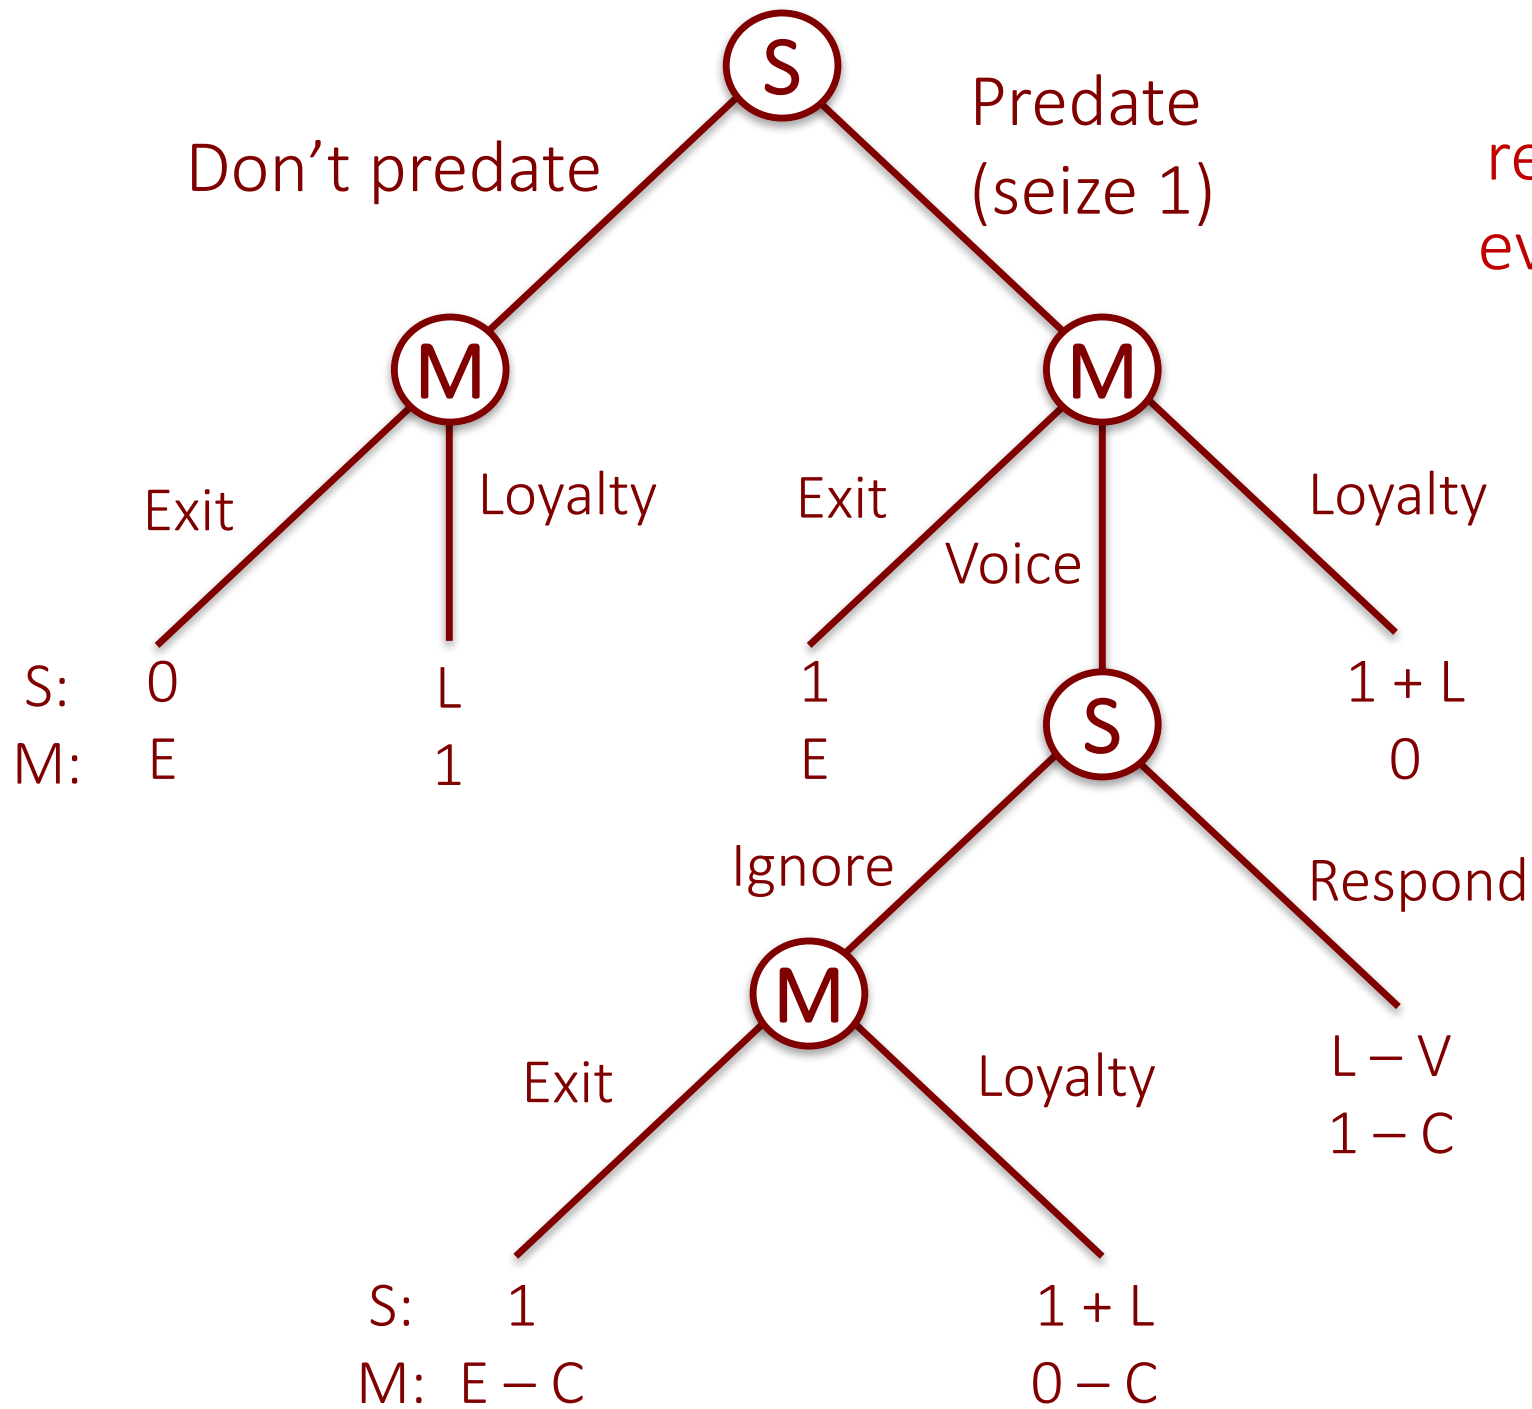 S
Predate
(seize 1)
Don't predate
M
M
Exit
Loyalty
Exit
Voice
Loyalty
S: 0 L 1 1 + L
M: E 1 E 0
S
Ignore
Respond
M
Exit
Loyalty
L – V
1 – C
S: 1 1 + L
M: E – C 0 – C